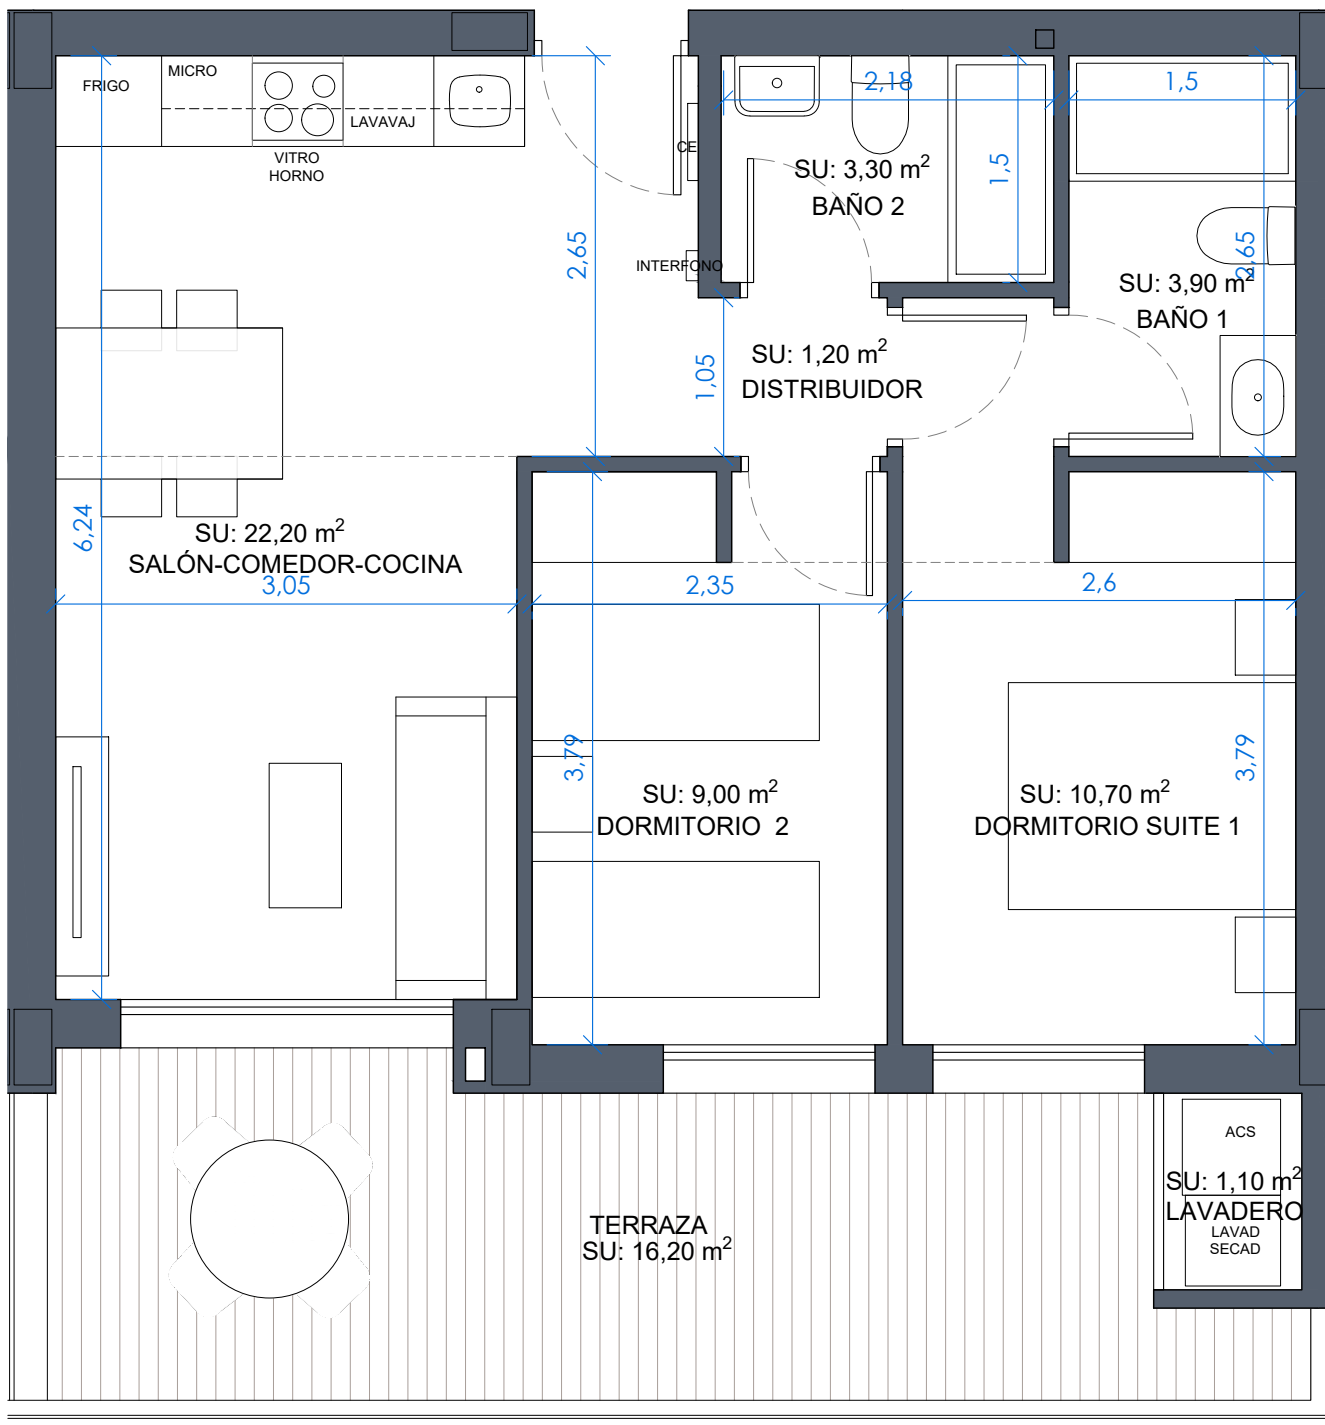 FRIGO
MICRO
LAVAVAJ
VITRO
HORNO
CE
INTERFONO
2,18
1,5
SU: 3,30 m²
BAÑO 2
1,5
2,65
2,65
SU: 3,90 m²
BAÑO 1
SU: 1,20 m²
DISTRIBUIDOR
1,05
6,24
SU: 22,20 m²
SALÓN-COMEDOR-COCINA
3,05
2,35
2,6
3,79
3,79
SU: 9,00 m²
DORMITORIO 2
SU: 10,70 m²
DORMITORIO SUITE 1
ACS
SU: 1,10 m²
LAVADERO
LAVAD
SECAD
TERRAZA
SU: 16,20 m²